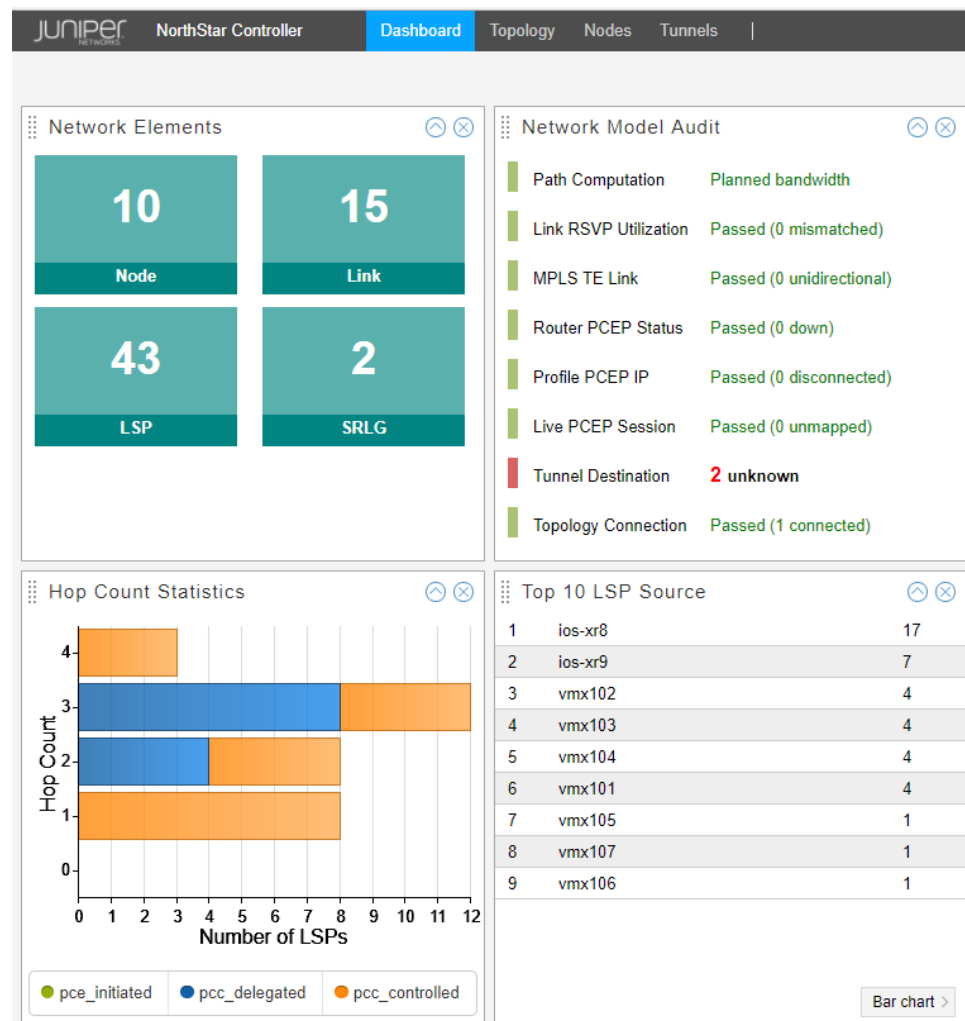 JUNIPER NETWORKS NorthStar Controller Dashboard Topology Nodes Tunnels
Network Elements
10
Node
15
Link
43
LSP
2
SRLG
Network Model Audit
Path Computation Planned bandwidth
Link RSVP Utilization Passed (0 mismatched)
MPLS TE Link Passed (0 unidirectional)
Router PCEP Status Passed (0 down)
Profile PCEP IP Passed (0 disconnected)
Live PCEP Session Passed (0 unmapped)
Tunnel Destination 2 unknown
Topology Connection Passed (1 connected)
Hop Count Statistics
Hop Count
4
3
2
1
0
0 1 2 3 4 5 6 7 8 9 10 11 12
Number of LSPs
pce_initiated pcc_delegated pcc_controlled
Top 10 LSP Source
1 ios-xr8 17
2 ios-xr9 7
3 vmx102 4
4 vmx103 4
5 vmx104 4
6 vmx101 4
7 vmx105 1
8 vmx107 1
9 vmx106 1
Bar chart